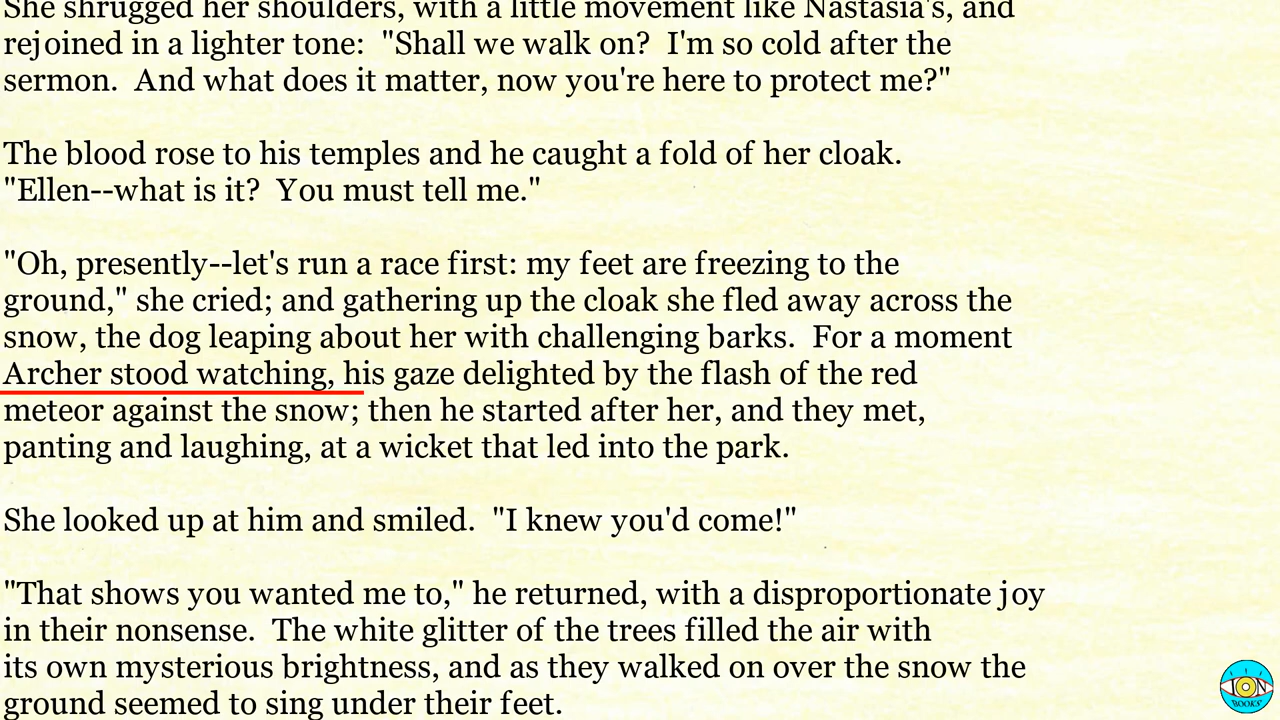 She shrugged her shoulders, with a little movement like Nastasia's, and
rejoined in a lighter tone:  "Shall we walk on?  I'm so cold after the
sermon.  And what does it matter, now you're here to protect me?"
The blood rose to his temples and he caught a fold of her cloak.
"Ellen--what is it?  You must tell me."
"Oh, presently--let's run a race first: my feet are freezing to the
ground," she cried; and gathering up the cloak she fled away across the
snow, the dog leaping about her with challenging barks.  For a moment
Archer stood watching, his gaze delighted by the flash of the red
meteor against the snow; then he started after her, and they met,
panting and laughing, at a wicket that led into the park.
She looked up at him and smiled.  "I knew you'd come!"
"That shows you wanted me to," he returned, with a disproportionate joy
in their nonsense.  The white glitter of the trees filled the air with
its own mysterious brightness, and as they walked on over the snow the
ground seemed to sing under their feet.
ION
BOOKS